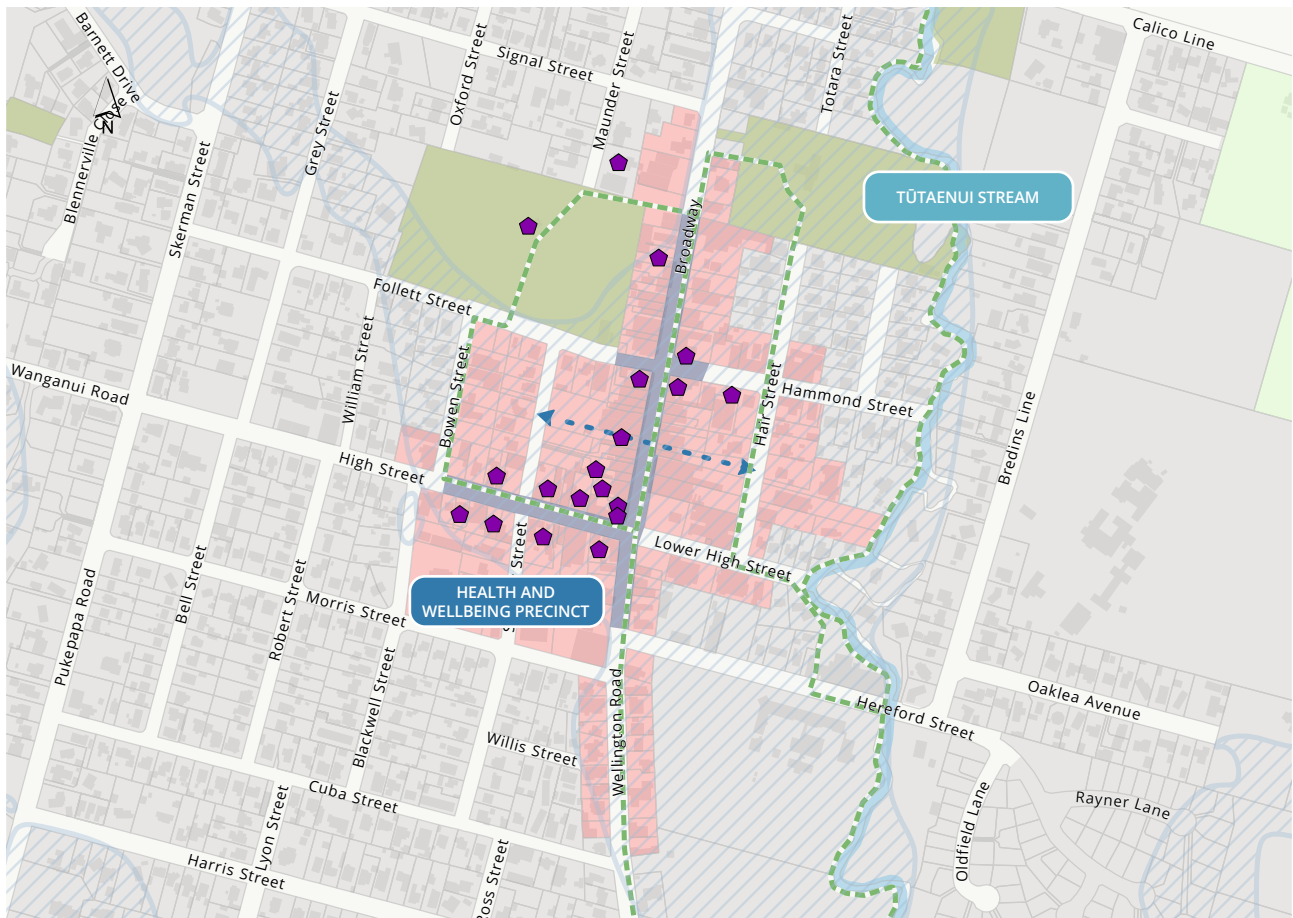 Barnett Drive
Calico Line
Signal Street
Oxford Street
Maunder Street
Totara Street
Grey Street
Blennerville Close
N
Skerman Street
TŪTAENUI STREAM
Broadway
Follett Street
William Street
Bowen Street
Wanganui Road
Hammond Street
Hair Street
Bredins Line
High Street
Lower High Street
Street
HEALTH AND
WELLBEING PRECINCT
Bell Street
Robert Street
Morris Street
Pukepapa Road
Blackwell Street
Wellington Road
Oaklea Avenue
Hereford Street
Willis Street
Cuba Street
Rayner Lane
Oldfield Lane
Lyon Street
Harris Street
Ross Street